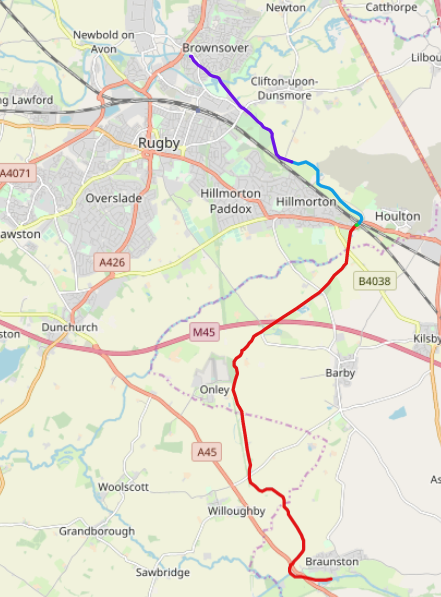 Newton
Catthorpe
Newbold on
Avon
Brownsover
Lilbou
Clifton-upon-
Dunsmore
ng Lawford
Rugby
A4071
Overslade
Hillmorton
Paddox
Hillmorton
Houlton
awston
A426
B4038
Dunchurch
ston
M45
Kilsby
Barby
Onley
A45
As
Woolscott
Willoughby
Grandborough
Braunston
Sawbridge